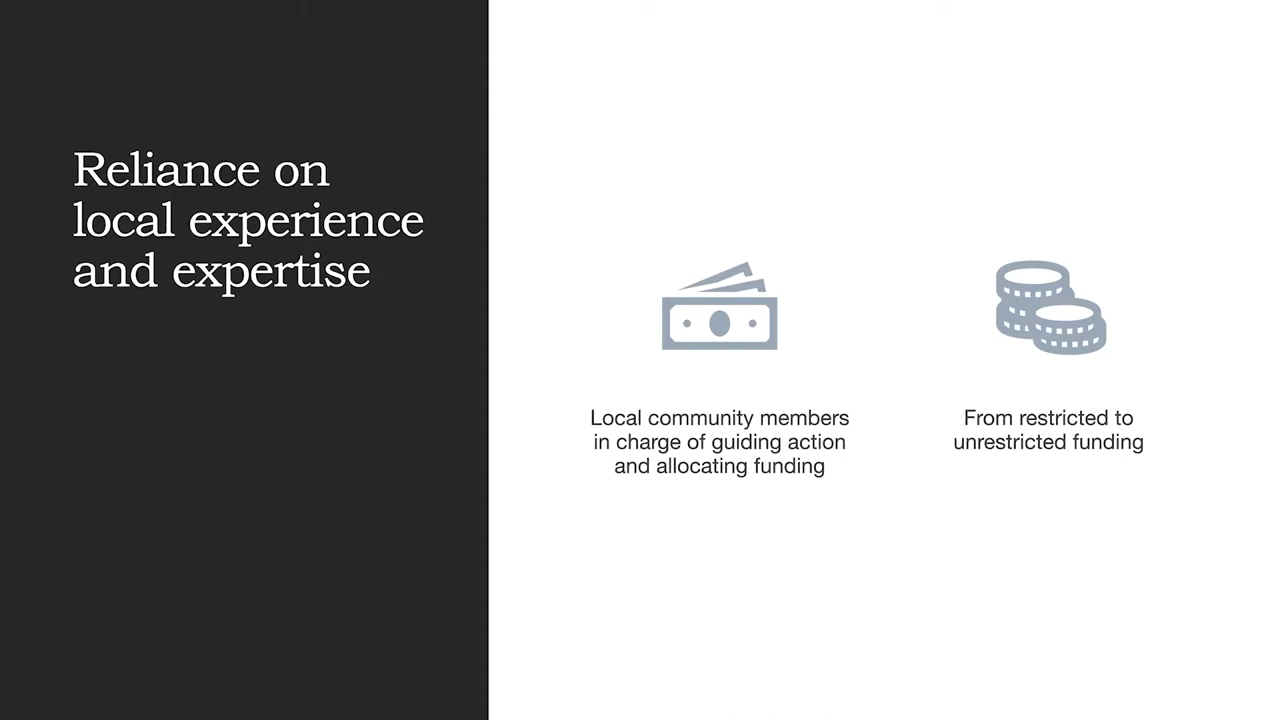 Reliance on
local experience
and expertise
Local community members
in charge of guiding action
and allocating funding
From restricted to
unrestricted funding